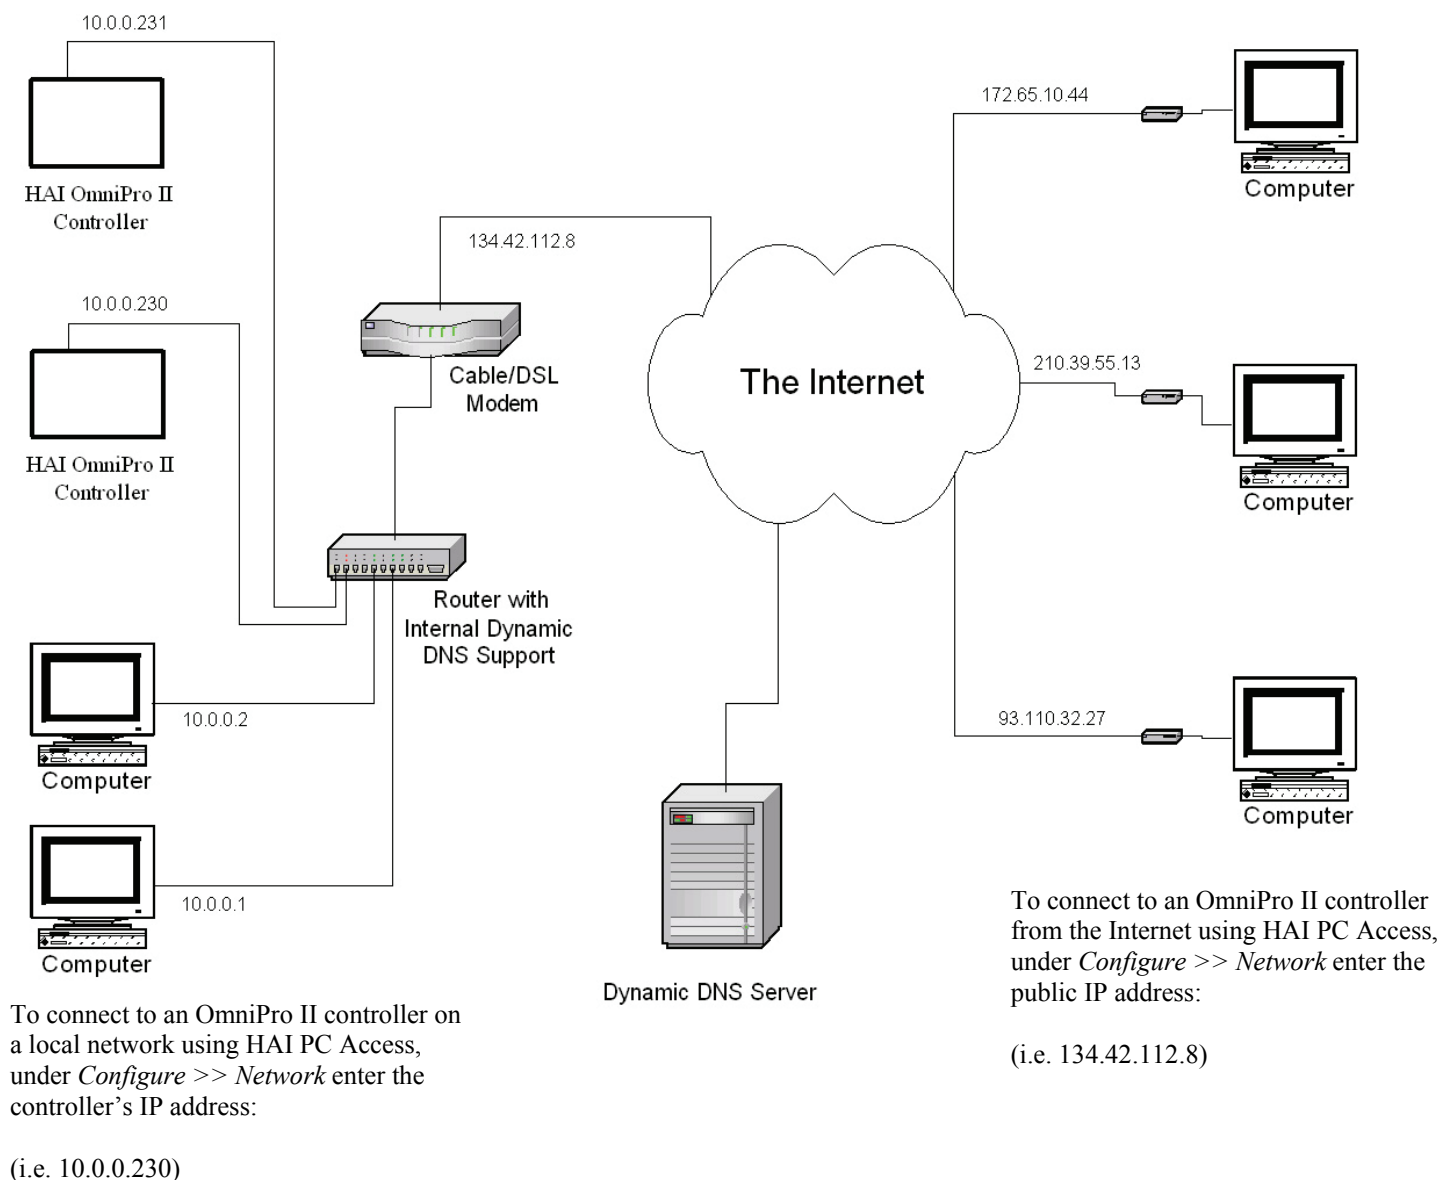 10.0.0.231
HAI OmniPro II
Controller
10.0.0.230
HAI OmniPro II
Controller
134.42.112.8
Cable/DSL
Modem
Router with
Internal Dynamic
DNS Support
10.0.0.2
Computer
10.0.0.1
Computer
The Internet
172.65.10.44
Computer
210.39.55.13
Computer
93.110.32.27
Computer
Dynamic DNS Server
To connect to an OmniPro II controller on
a local network using HAI PC Access,
under Configure >> Network enter the
controller’s IP address:
(i.e. 10.0.0.230)
To connect to an OmniPro II controller
from the Internet using HAI PC Access,
under Configure >> Network enter the
public IP address:
(i.e. 134.42.112.8)